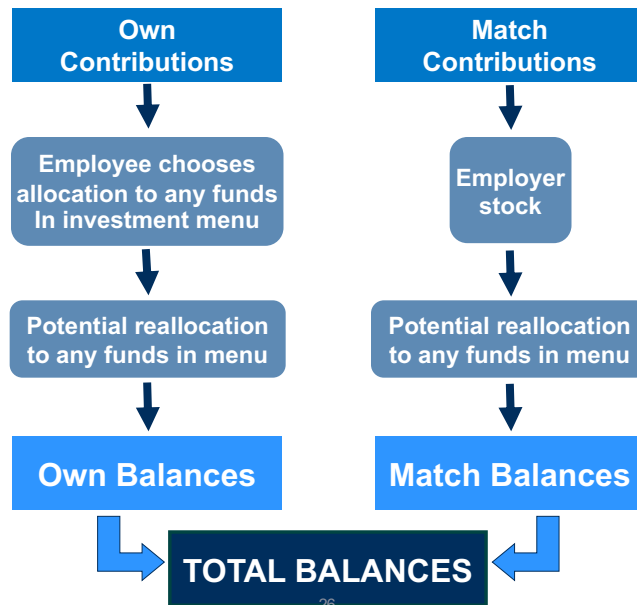 Own
Contributions
Match
Contributions
Employee chooses
allocation to any funds
In investment menu
Employer
stock
Potential reallocation
to any funds in menu
Potential reallocation
to any funds in menu
Own Balances
Match Balances
TOTAL BALANCES
26